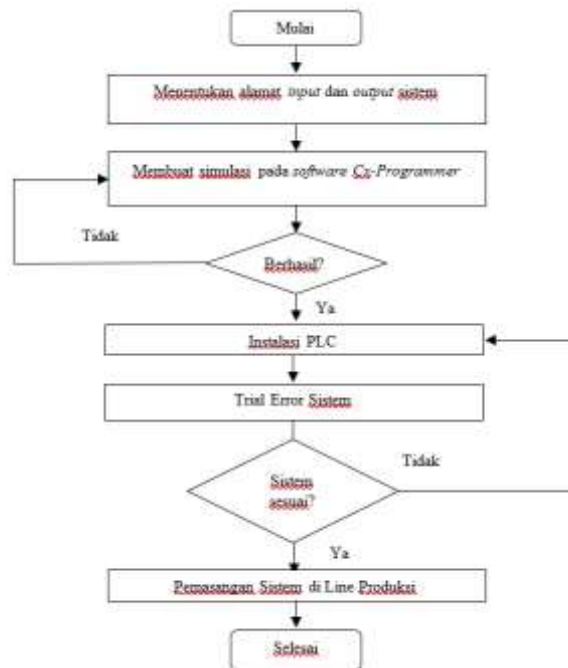 Mulai
Menentukan alamat input dan output sistem
Membuat simulasi pada software Cx-Programmer
Tidak
Berhasil?
Ya
Instalasi PLC
Trial Error Sistem
Tidak
Sistem
sesuai?
Ya
Pemasangan Sistem di Line Produksi
Selesai